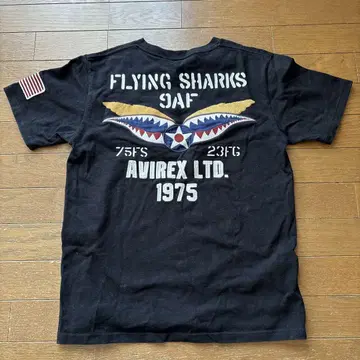 FLYING SHARKS
9AF
75FS 23FG
AVIREX LTD.
1975